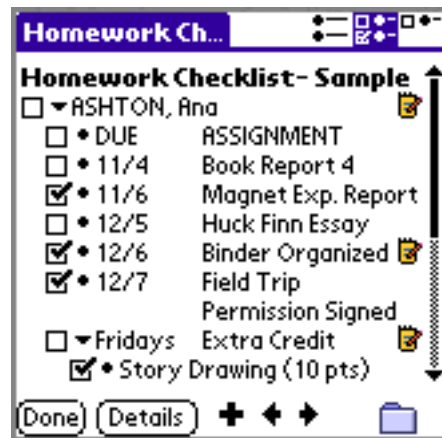 Homework Ch...
Homework Checklist- Sample
ASHTON, Ana
DUE ASSIGNMENT
11/4 Book Report 4
11/6 Magnet Exp. Report
12/5 Huck Finn Essay
12/6 Binder Organized
12/7 Field Trip
Permission Signed
Fridays Extra Credit
Story Drawing (10 pts)
Done Details